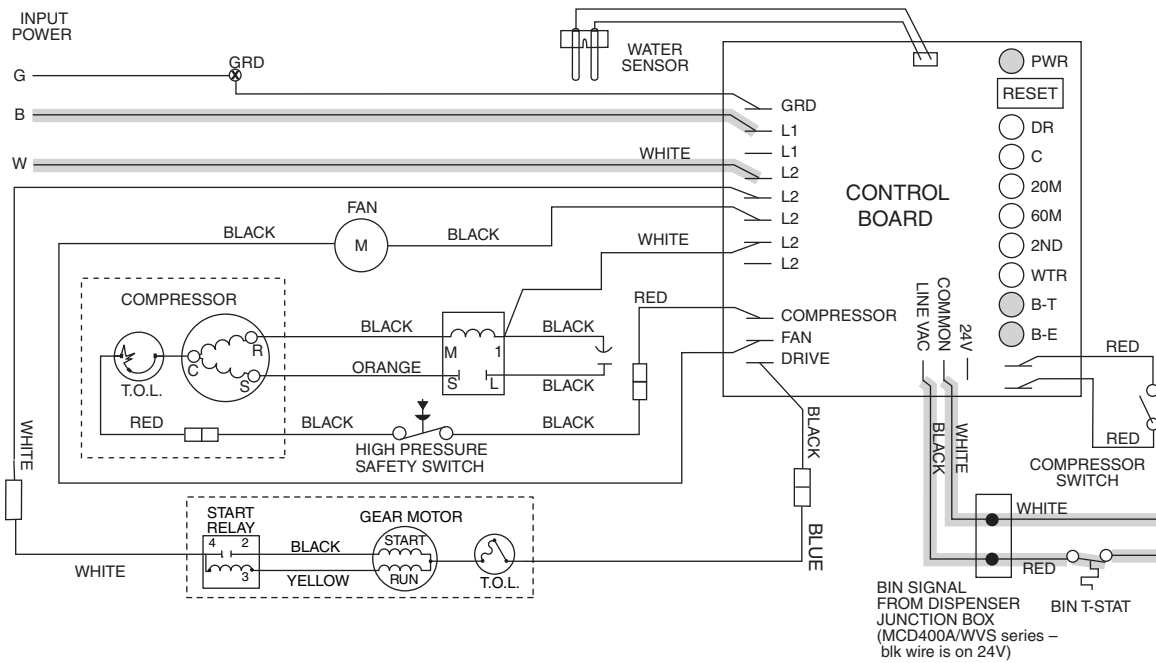 INPUT
POWER
G
GRD
B
W
WHITE
WATER
SENSOR
GRD
L1
L1
L2
L2
L2
L2
L2
COMPRESSOR
FAN
DRIVE
CONTROL
BOARD
PWR
RESET
DR
C
20M
60M
2ND
WTR
B-T
B-E
LINE VAC
COMMON
24V
FAN
M
BLACK
BLACK
WHITE
RED
COMPRESSOR
T.O.L.
C
R
S
BLACK
ORANGE
M
1
S
L
BLACK
BLACK
RED
BLACK
BLACK
HIGH PRESSURE
SAFETY SWITCH
WHITE
WHITE
START
RELAY
4
2
3
BLACK
YELLOW
GEAR MOTOR
START
RUN
T.O.L.
BLACK
BLUE
RED
RED
COMPRESSOR
SWITCH
WHITE
BLACK
WHITE
RED
BIN T-STAT
BIN SIGNAL
FROM DISPENSER
JUNCTION BOX
(MCD400A/WVS series –
blk wire is on 24V)